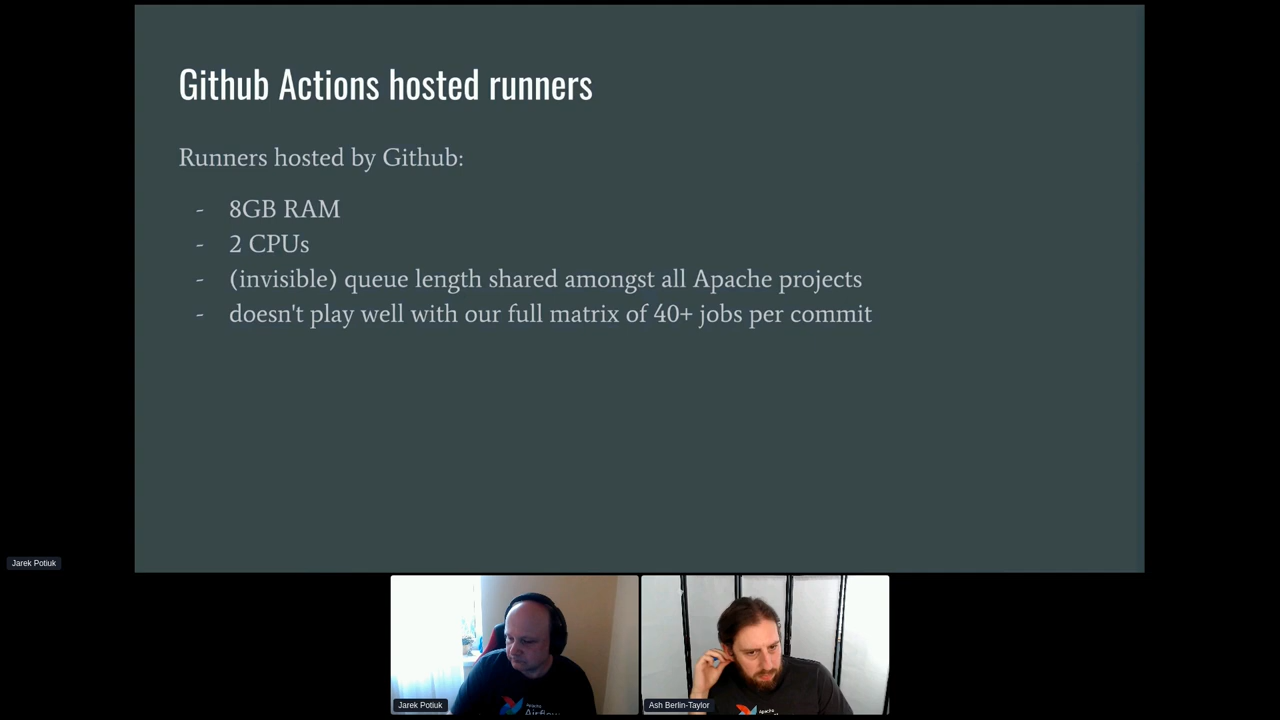 Github Actions hosted runners
Runners hosted by Github:
- 8GB RAM
- 2 CPUs
- (invisible) queue length shared amongst all Apache projects
- doesn't play well with our full matrix of 40+ jobs per commit
Jarek Potiuk
Jarek Potiuk
Airflow
Ash Berlin-Taylor
Apache